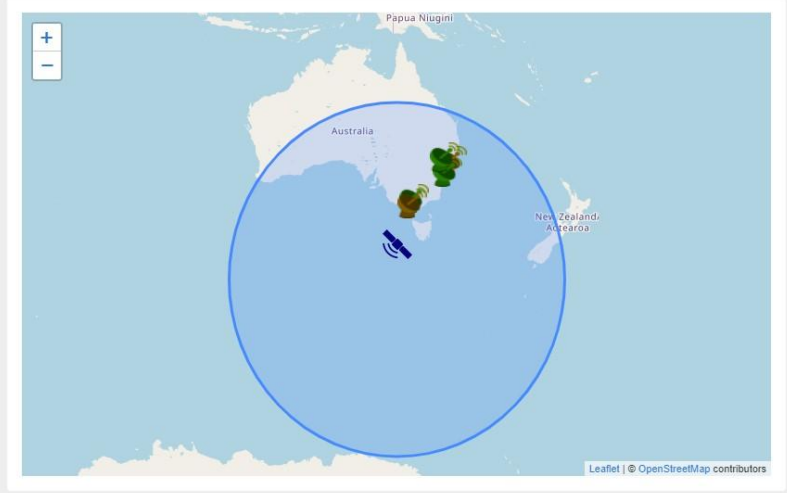 Papua Niugini
+
−
Australia
New Zealand/
Aotearoa
Leaflet | © OpenStreetMap contributors